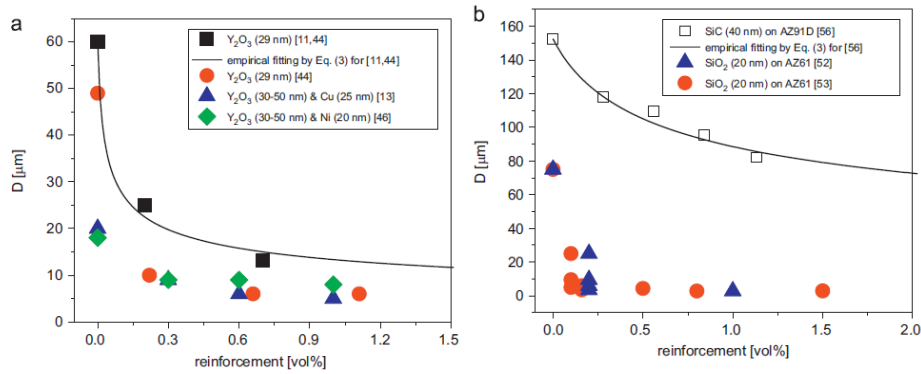 a
Y₂O₃ (29 nm) [11,44]
empirical fitting by Eq. (3) for [11,44]
Y₂O₃ (29 nm) [44]
Y₂O₃ (30-50 nm) & Cu (25 nm) [13]
Y₂O₃ (30-50 nm) & Ni (20 nm) [46]
60
50
40
30
20
10
0
D [µm]
0.0 0.3 0.6 0.9 1.2 1.5
reinforcement [vol%]
b
SiC (40 nm) on AZ91D [56]
empirical fitting by Eq. (3) for [56]
SiO₂ (20 nm) on AZ61 [52]
SiO₂ (20 nm) on AZ61 [53]
160
140
120
100
80
60
40
20
0
D [µm]
0.0 0.5 1.0 1.5 2.0
reinforcement [vol%]